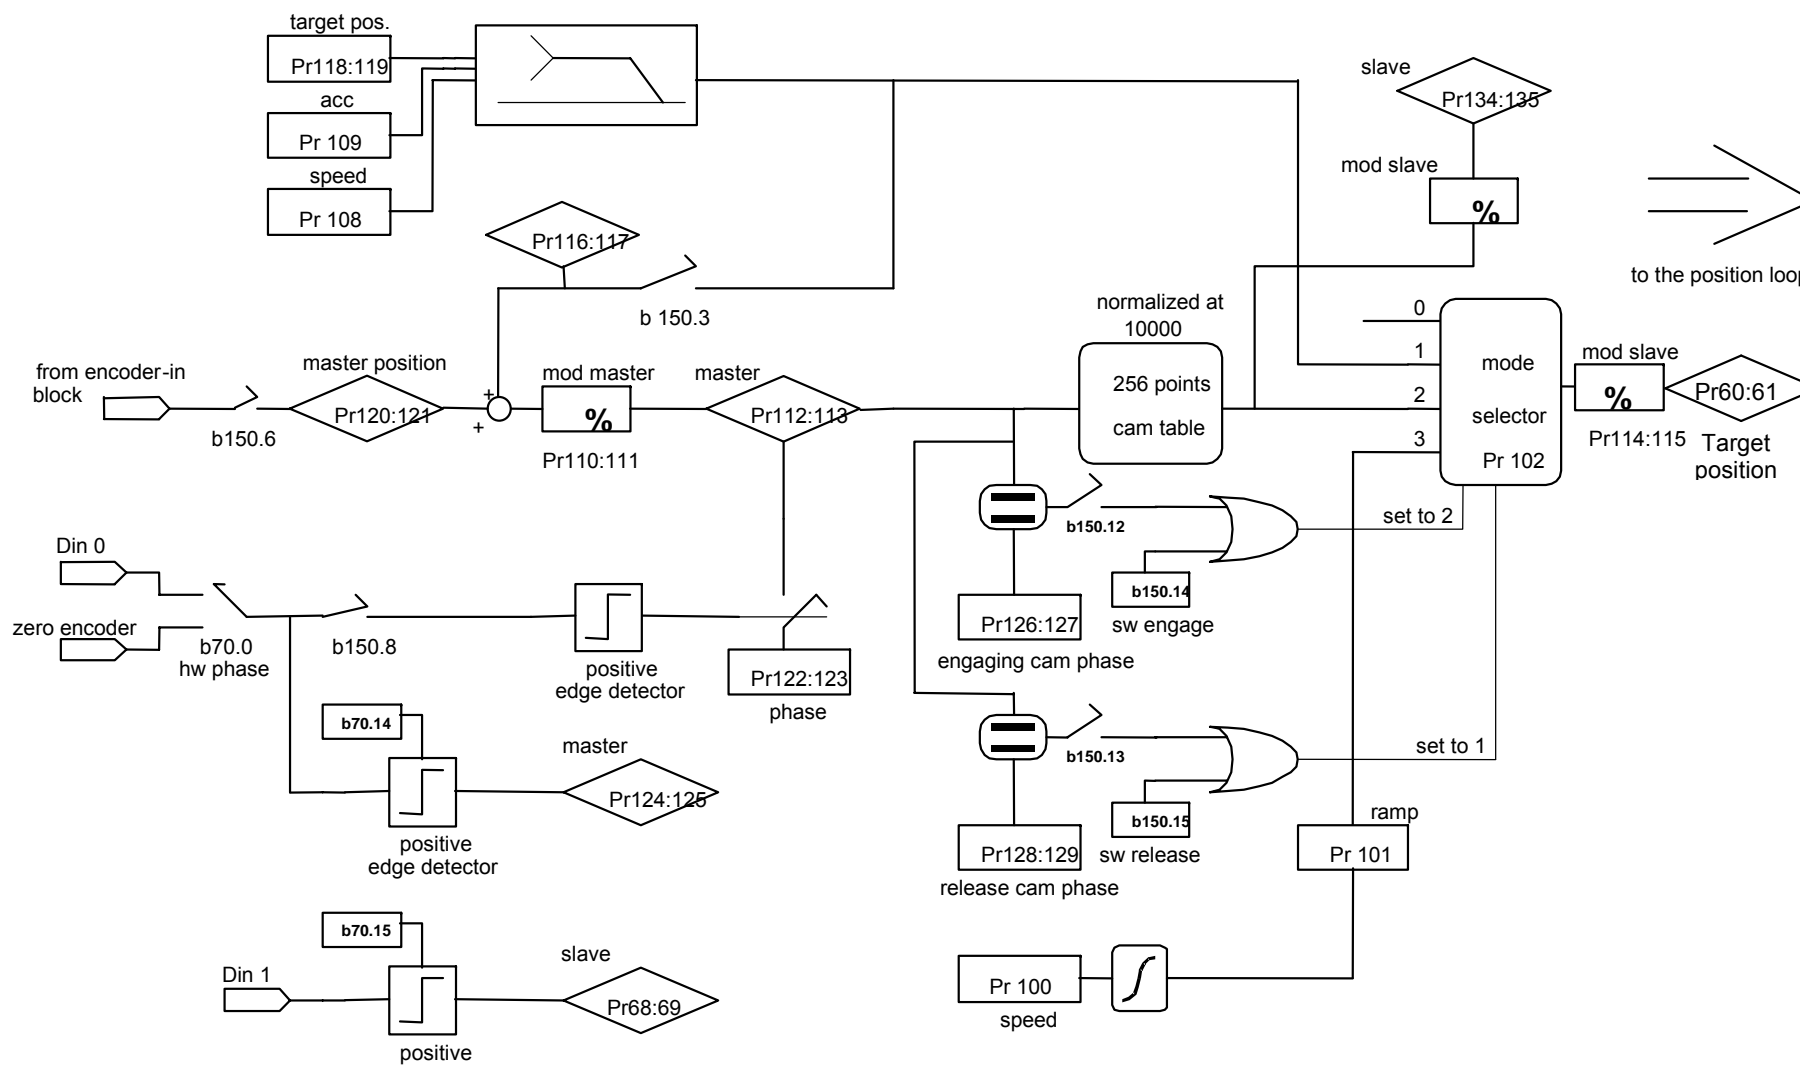 target pos.
Pr118:119
acc
Pr 109
speed
Pr 108
slave
Pr134:135
mod slave
%
to the position loop
Pr116:117
b 150.3
normalized at
10000
256 points
cam table
0
1
2
3
mode
selector
Pr 102
mod slave
%
Pr114:115
Pr60:61
Target
position
from encoder-in
block
b150.6
master position
Pr120:121
+
+
mod master
%
Pr110:111
master
Pr112:113
b150.12
b150.14
sw engage
set to 2
Pr126:127
engaging cam phase
Din 0
zero encoder
b70.0
hw phase
b150.8
positive
edge detector
Pr122:123
phase
b70.14
positive
edge detector
master
Pr124:125
b150.13
b150.15
sw release
set to 1
Pr128:129
release cam phase
ramp
Pr 101
b70.15
Din 1
positive
slave
Pr68:69
Pr 100
speed